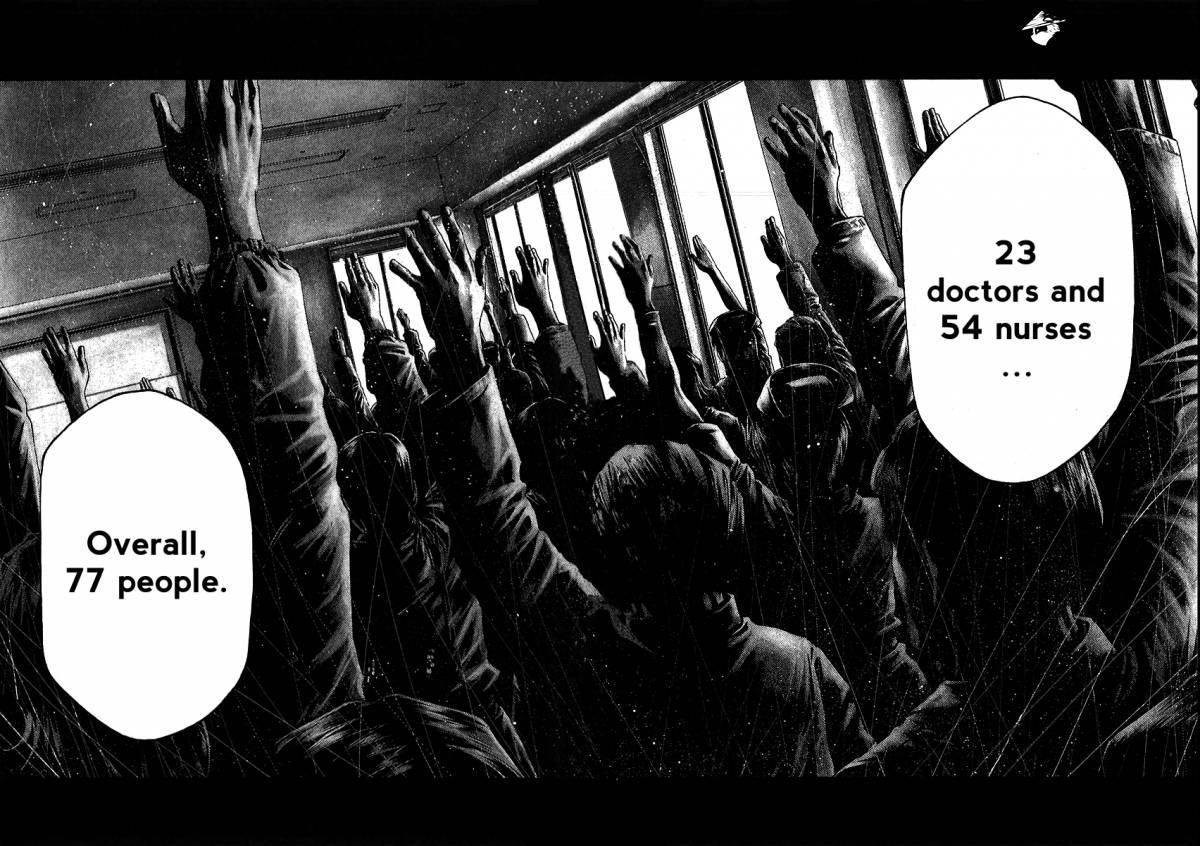 23
doctors and
54 nurses
...
Overall,
77 people.